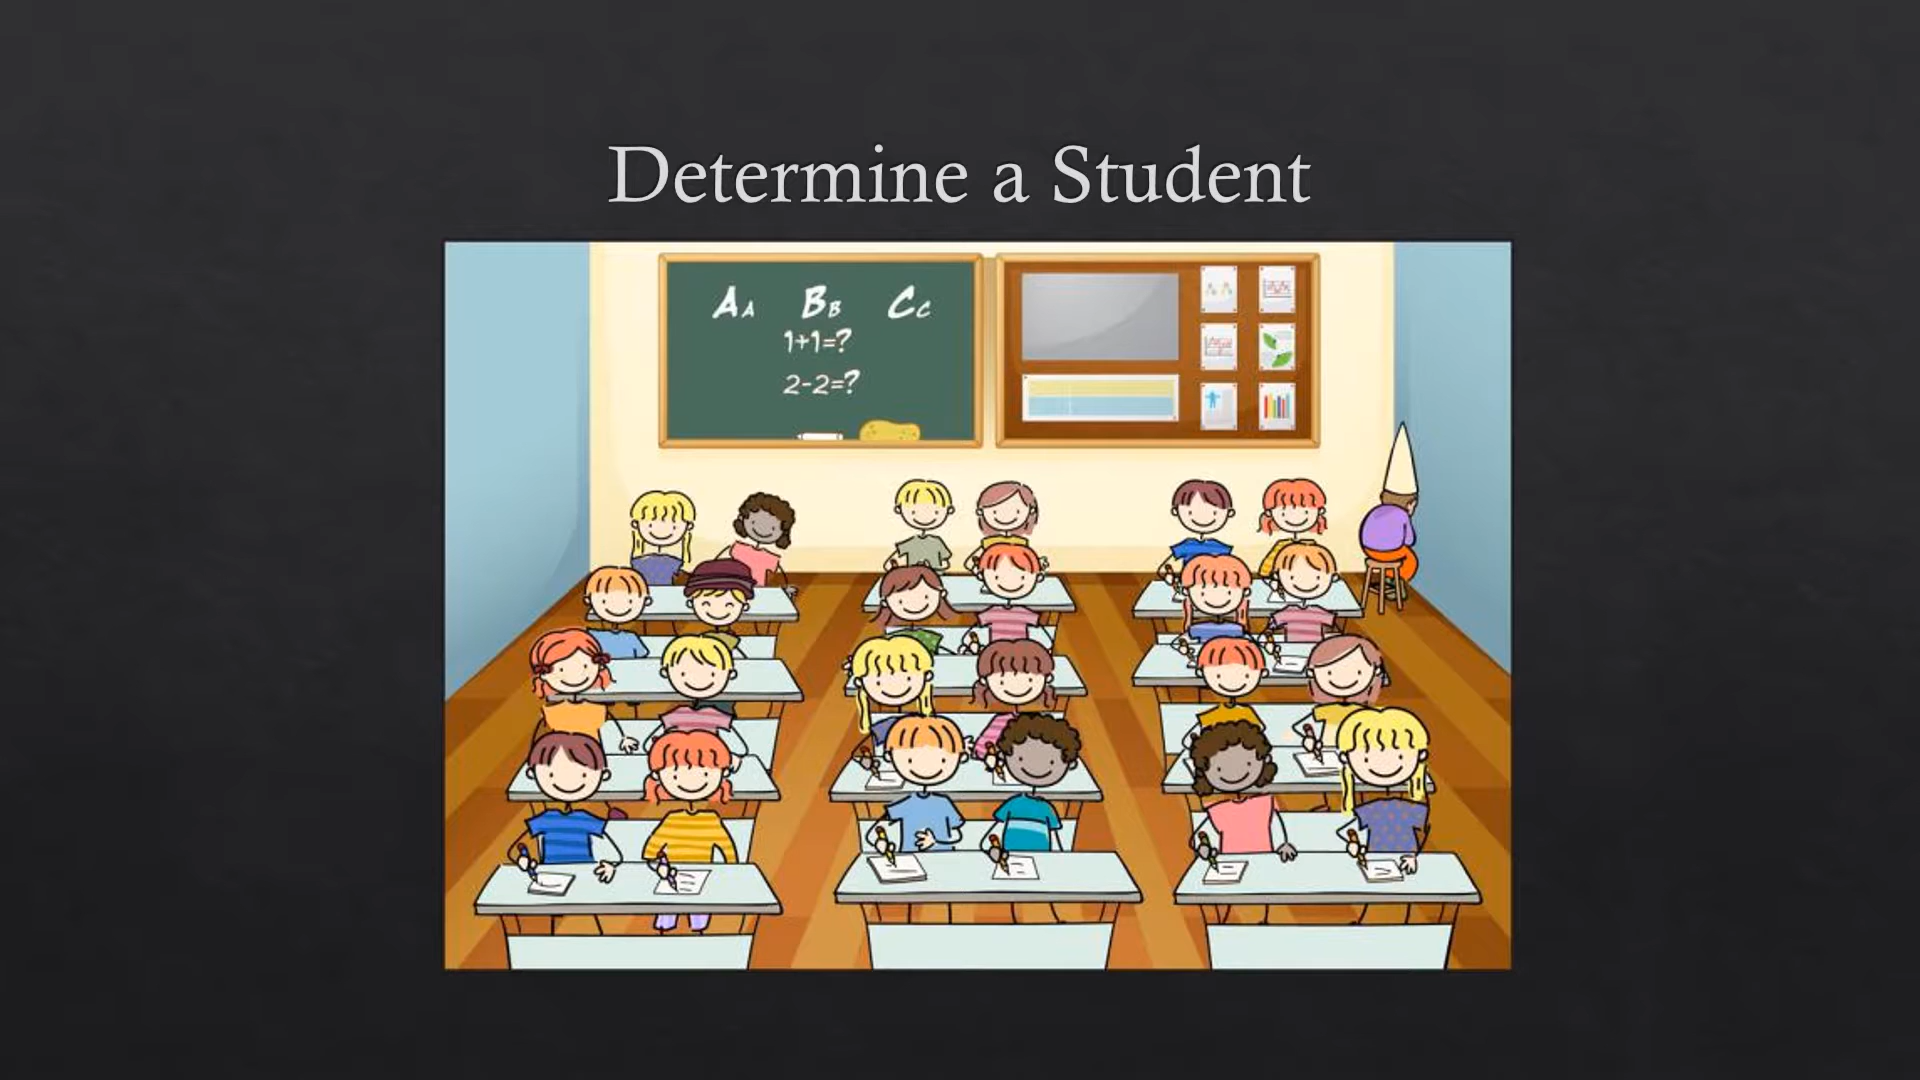 Determine a Student
AA BB CC
1+1=?
2-2=?